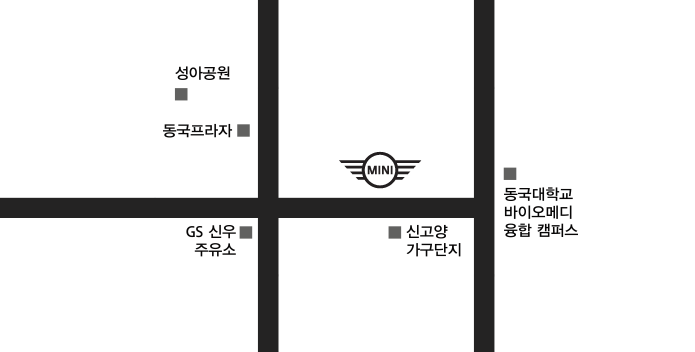 성아공원
동국프라자
MINI
동국대학교
바이오메디
융합 캠퍼스
GS 신우
주유소
신고양
가구단지